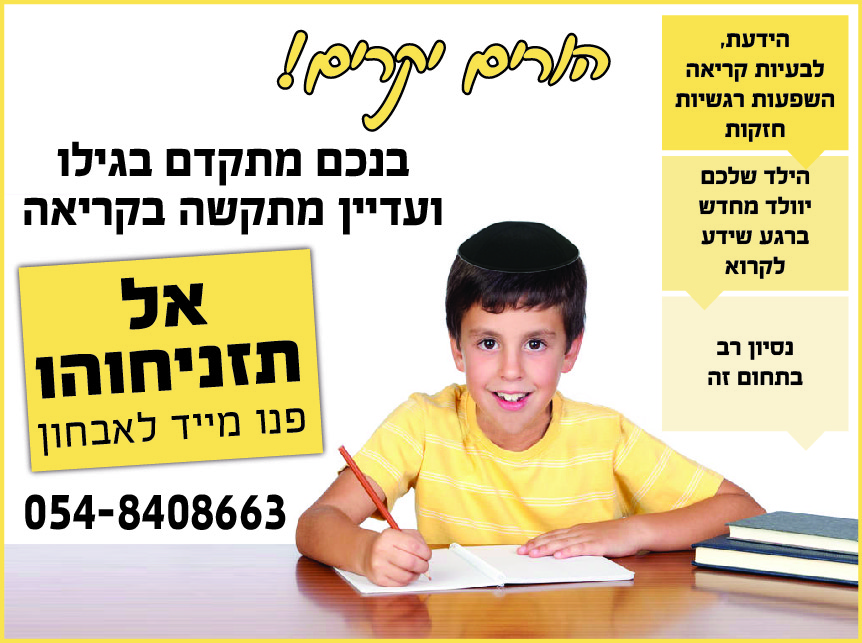 הורים יקרים!
בנכם מתקדם בגילו
ועדיין מתקשה בקריאה
אל
תזניחוהו
פנו מייד לאבחון
054-8408663
הידעת,
לבעיות קריאה
השפעות רגשיות
חזקות
הילד שלכם
יוולד מחדש
ברגע שידע
לקרוא
נסיון רב
בתחום זה